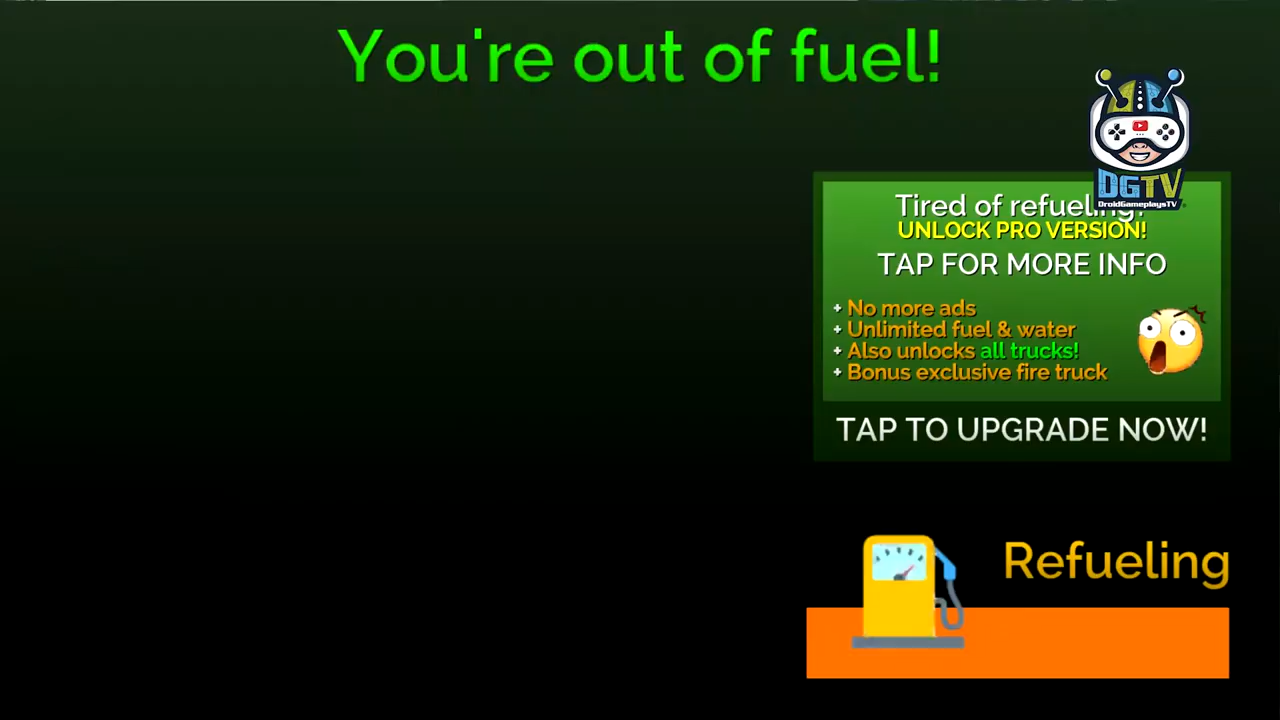 You're out of fuel!
DGTV
DroidGameplaysTV
Tired of refueling?
UNLOCK PRO VERSION!
TAP FOR MORE INFO
+ No more ads
+ Unlimited fuel & water
+ Also unlocks all trucks!
+ Bonus exclusive fire truck
TAP TO UPGRADE NOW!
Refueling